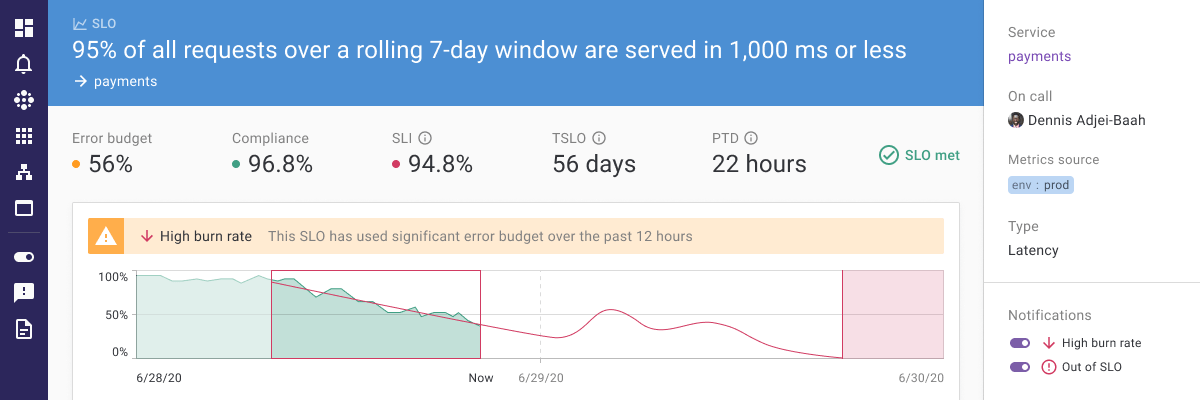 SLO
95% of all requests over a rolling 7-day window are served in 1,000 ms or less
payments
Error budget
56%
Compliance
96.8%
SLI
94.8%
TSLO
56 days
PTD
22 hours
SLO met
High burn rate This SLO has used significant error budget over the past 12 hours
100%
50%
0%
6/28/20 Now 6/29/20 6/30/20
Service
payments
On call
Dennis Adjei-Baah
Metrics source
env : prod
Type
Latency
Notifications
High burn rate
Out of SLO